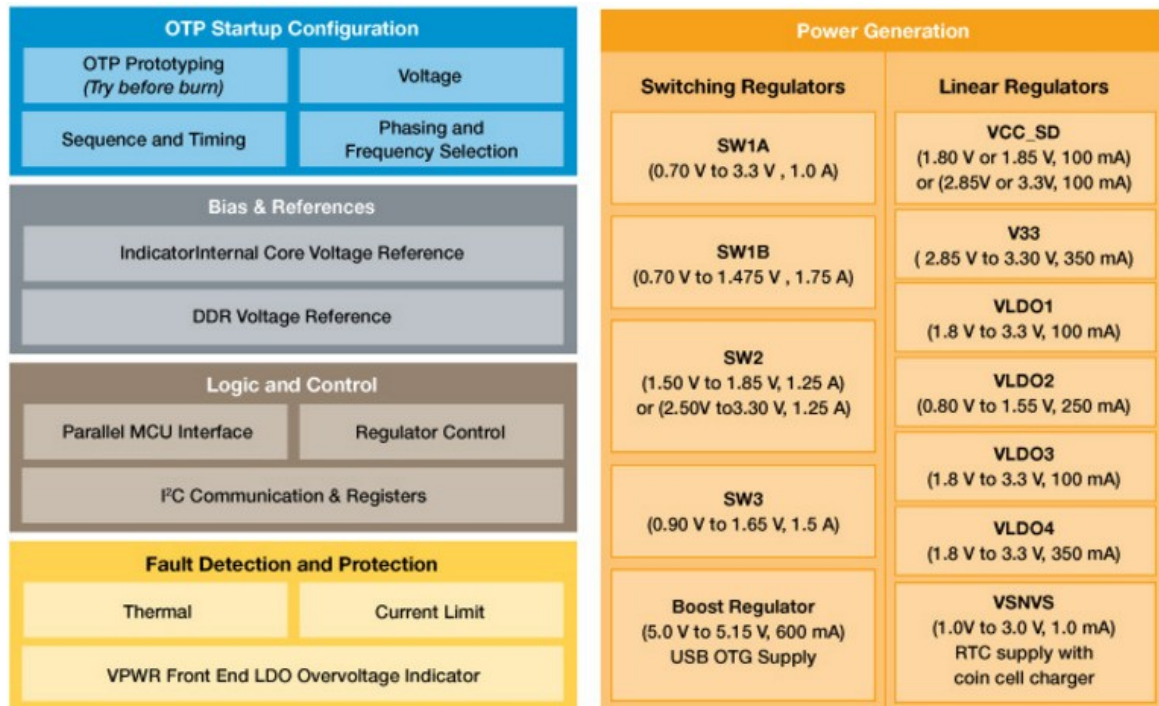 OTP Startup Configuration
OTP Prototyping
(Try before burn)
Voltage
Sequence and Timing
Phasing and
Frequency Selection
Bias & References
IndicatorInternal Core Voltage Reference
DDR Voltage Reference
Logic and Control
Parallel MCU Interface
Regulator Control
I²C Communication & Registers
Fault Detection and Protection
Thermal
Current Limit
VPWR Front End LDO Overvoltage Indicator
Power Generation
Switching Regulators
SW1A
(0.70 V to 3.3 V , 1.0 A)
SW1B
(0.70 V to 1.475 V , 1.75 A)
SW2
(1.50 V to 1.85 V, 1.25 A)
or (2.50V to3.30 V, 1.25 A)
SW3
(0.90 V to 1.65 V, 1.5 A)
Boost Regulator
(5.0 V to 5.15 V, 600 mA)
USB OTG Supply
Linear Regulators
VCC_SD
(1.80 V or 1.85 V, 100 mA)
or (2.85V or 3.3V, 100 mA)
V33
( 2.85 V to 3.30 V, 350 mA)
VLDO1
(1.8 V to 3.3 V, 100 mA)
VLDO2
(0.80 V to 1.55 V, 250 mA)
VLDO3
(1.8 V to 3.3 V, 100 mA)
VLDO4
(1.8 V to 3.3 V, 350 mA)
VSNVS
(1.0V to 3.0 V, 1.0 mA)
RTC supply with
coin cell charger